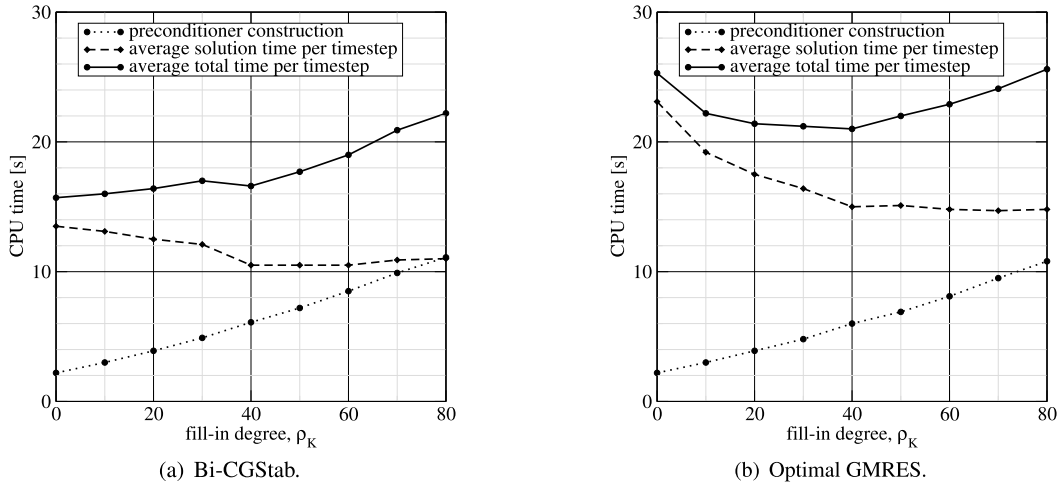 30
preconditioner construction
average solution time per timestep
average total time per timestep
20
CPU time [s]
10
0
0 20 40 60 80
fill-in degree, ρK
(a) Bi-CGStab.
30
preconditioner construction
average solution time per timestep
average total time per timestep
20
CPU time [s]
10
0
0 20 40 60 80
fill-in degree, ρK
(b) Optimal GMRES.